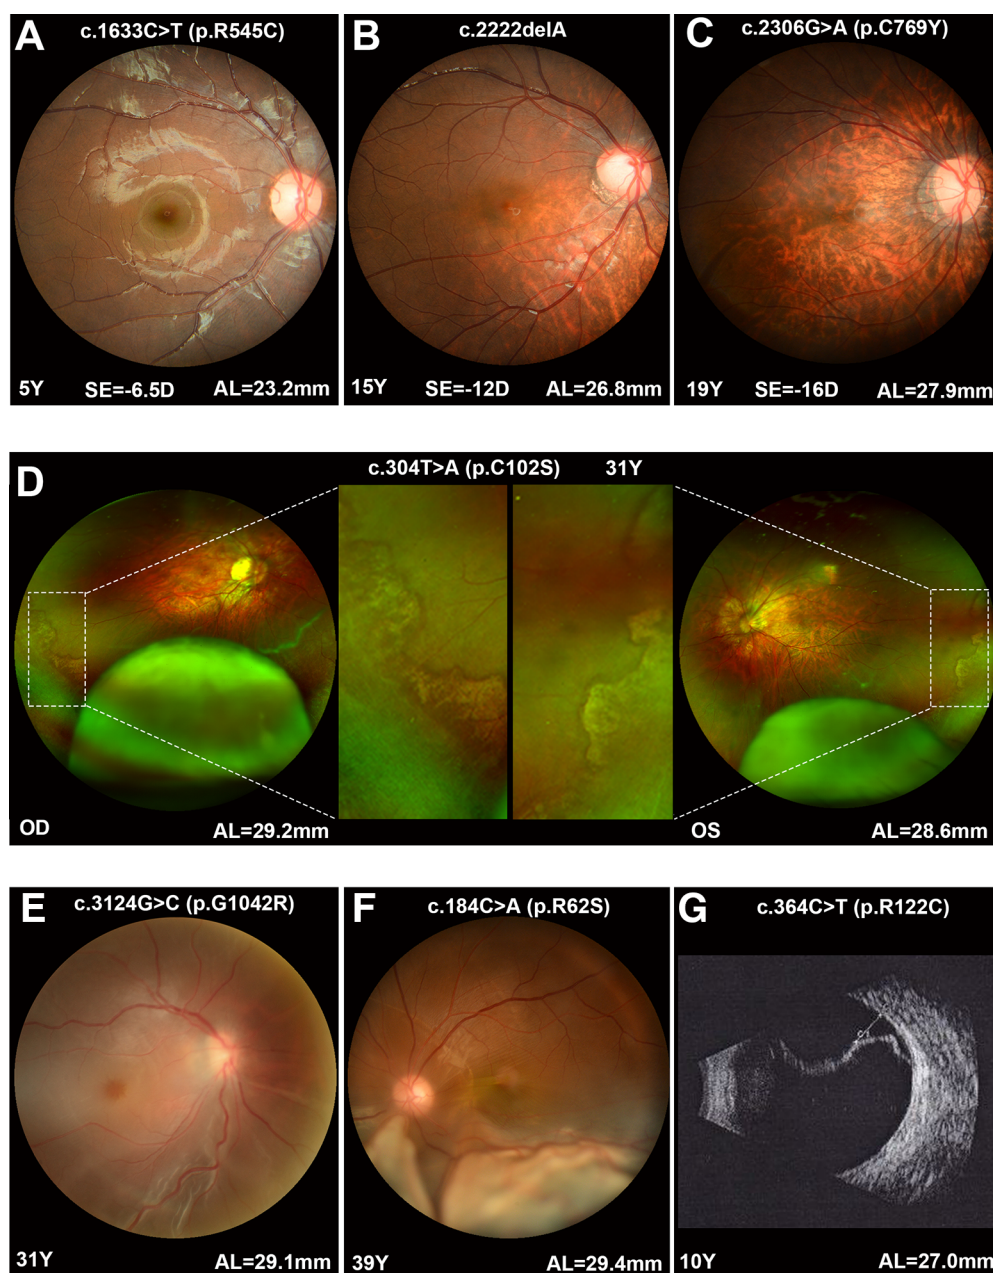 A c.1633C>T (p.R545C)
5Y SE=-6.5D AL=23.2mm
B c.2222delA
15Y SE=-12D AL=26.8mm
C c.2306G>A (p.C769Y)
19Y SE=-16D AL=27.9mm
D c.304T>A (p.C102S) 31Y
OD AL=29.2mm
OS AL=28.6mm
E c.3124G>C (p.G1042R)
31Y AL=29.1mm
F c.184C>A (p.R62S)
39Y AL=29.4mm
G c.364C>T (p.R122C)
10Y AL=27.0mm